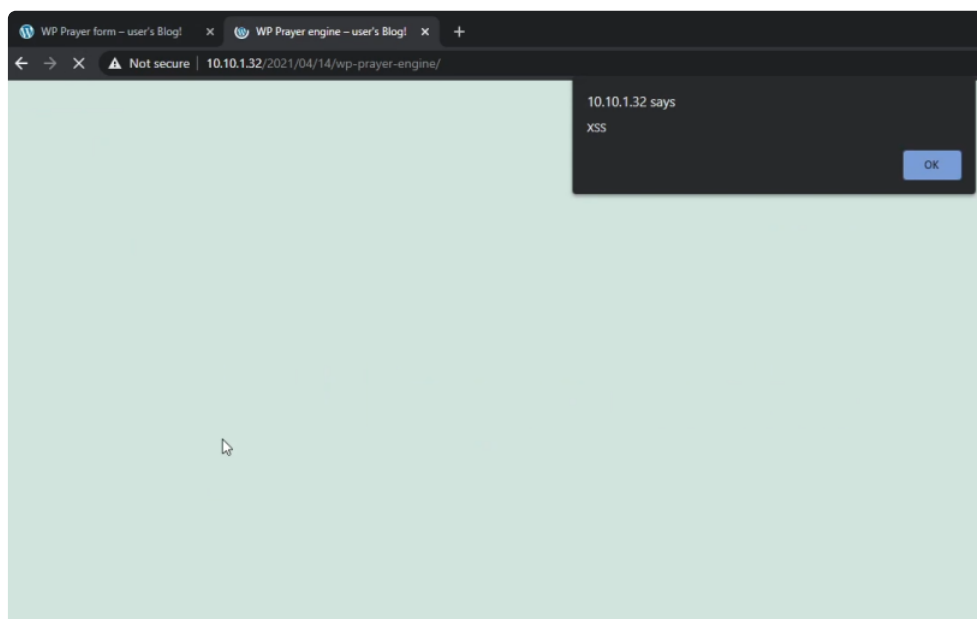 WP Prayer form – user's Blog!
WP Prayer engine – user's Blog!
Not secure | 10.10.1.32/2021/04/14/wp-prayer-engine/
10.10.1.32 says
XSS
OK